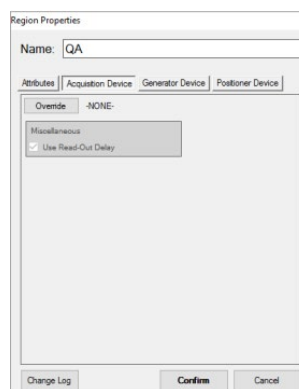 Region Properties
Name: QA
Attributes Acquisition Device Generator Device Positioner Device
Override -NONE-
Miscellaneous
Use Read-Out Delay
Change Log Confirm Cancel